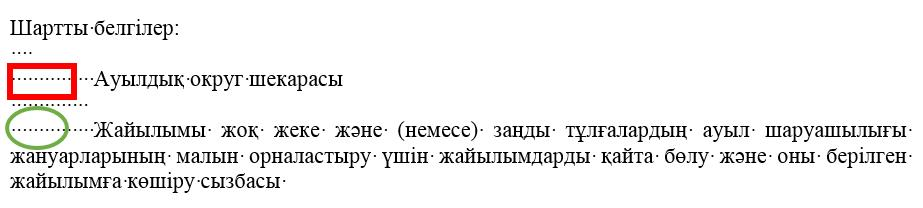 Шартты белгілер:
Ауылдық округ шекарасы
Жайылымы жоқ жеке және (немесе) заңды тұлғалардың ауыл шаруашылығы
жануарларының малын орналастыру үшін жайылымдарды қайта бөлу және оны берілген
жайылымға көшіру сызбасы